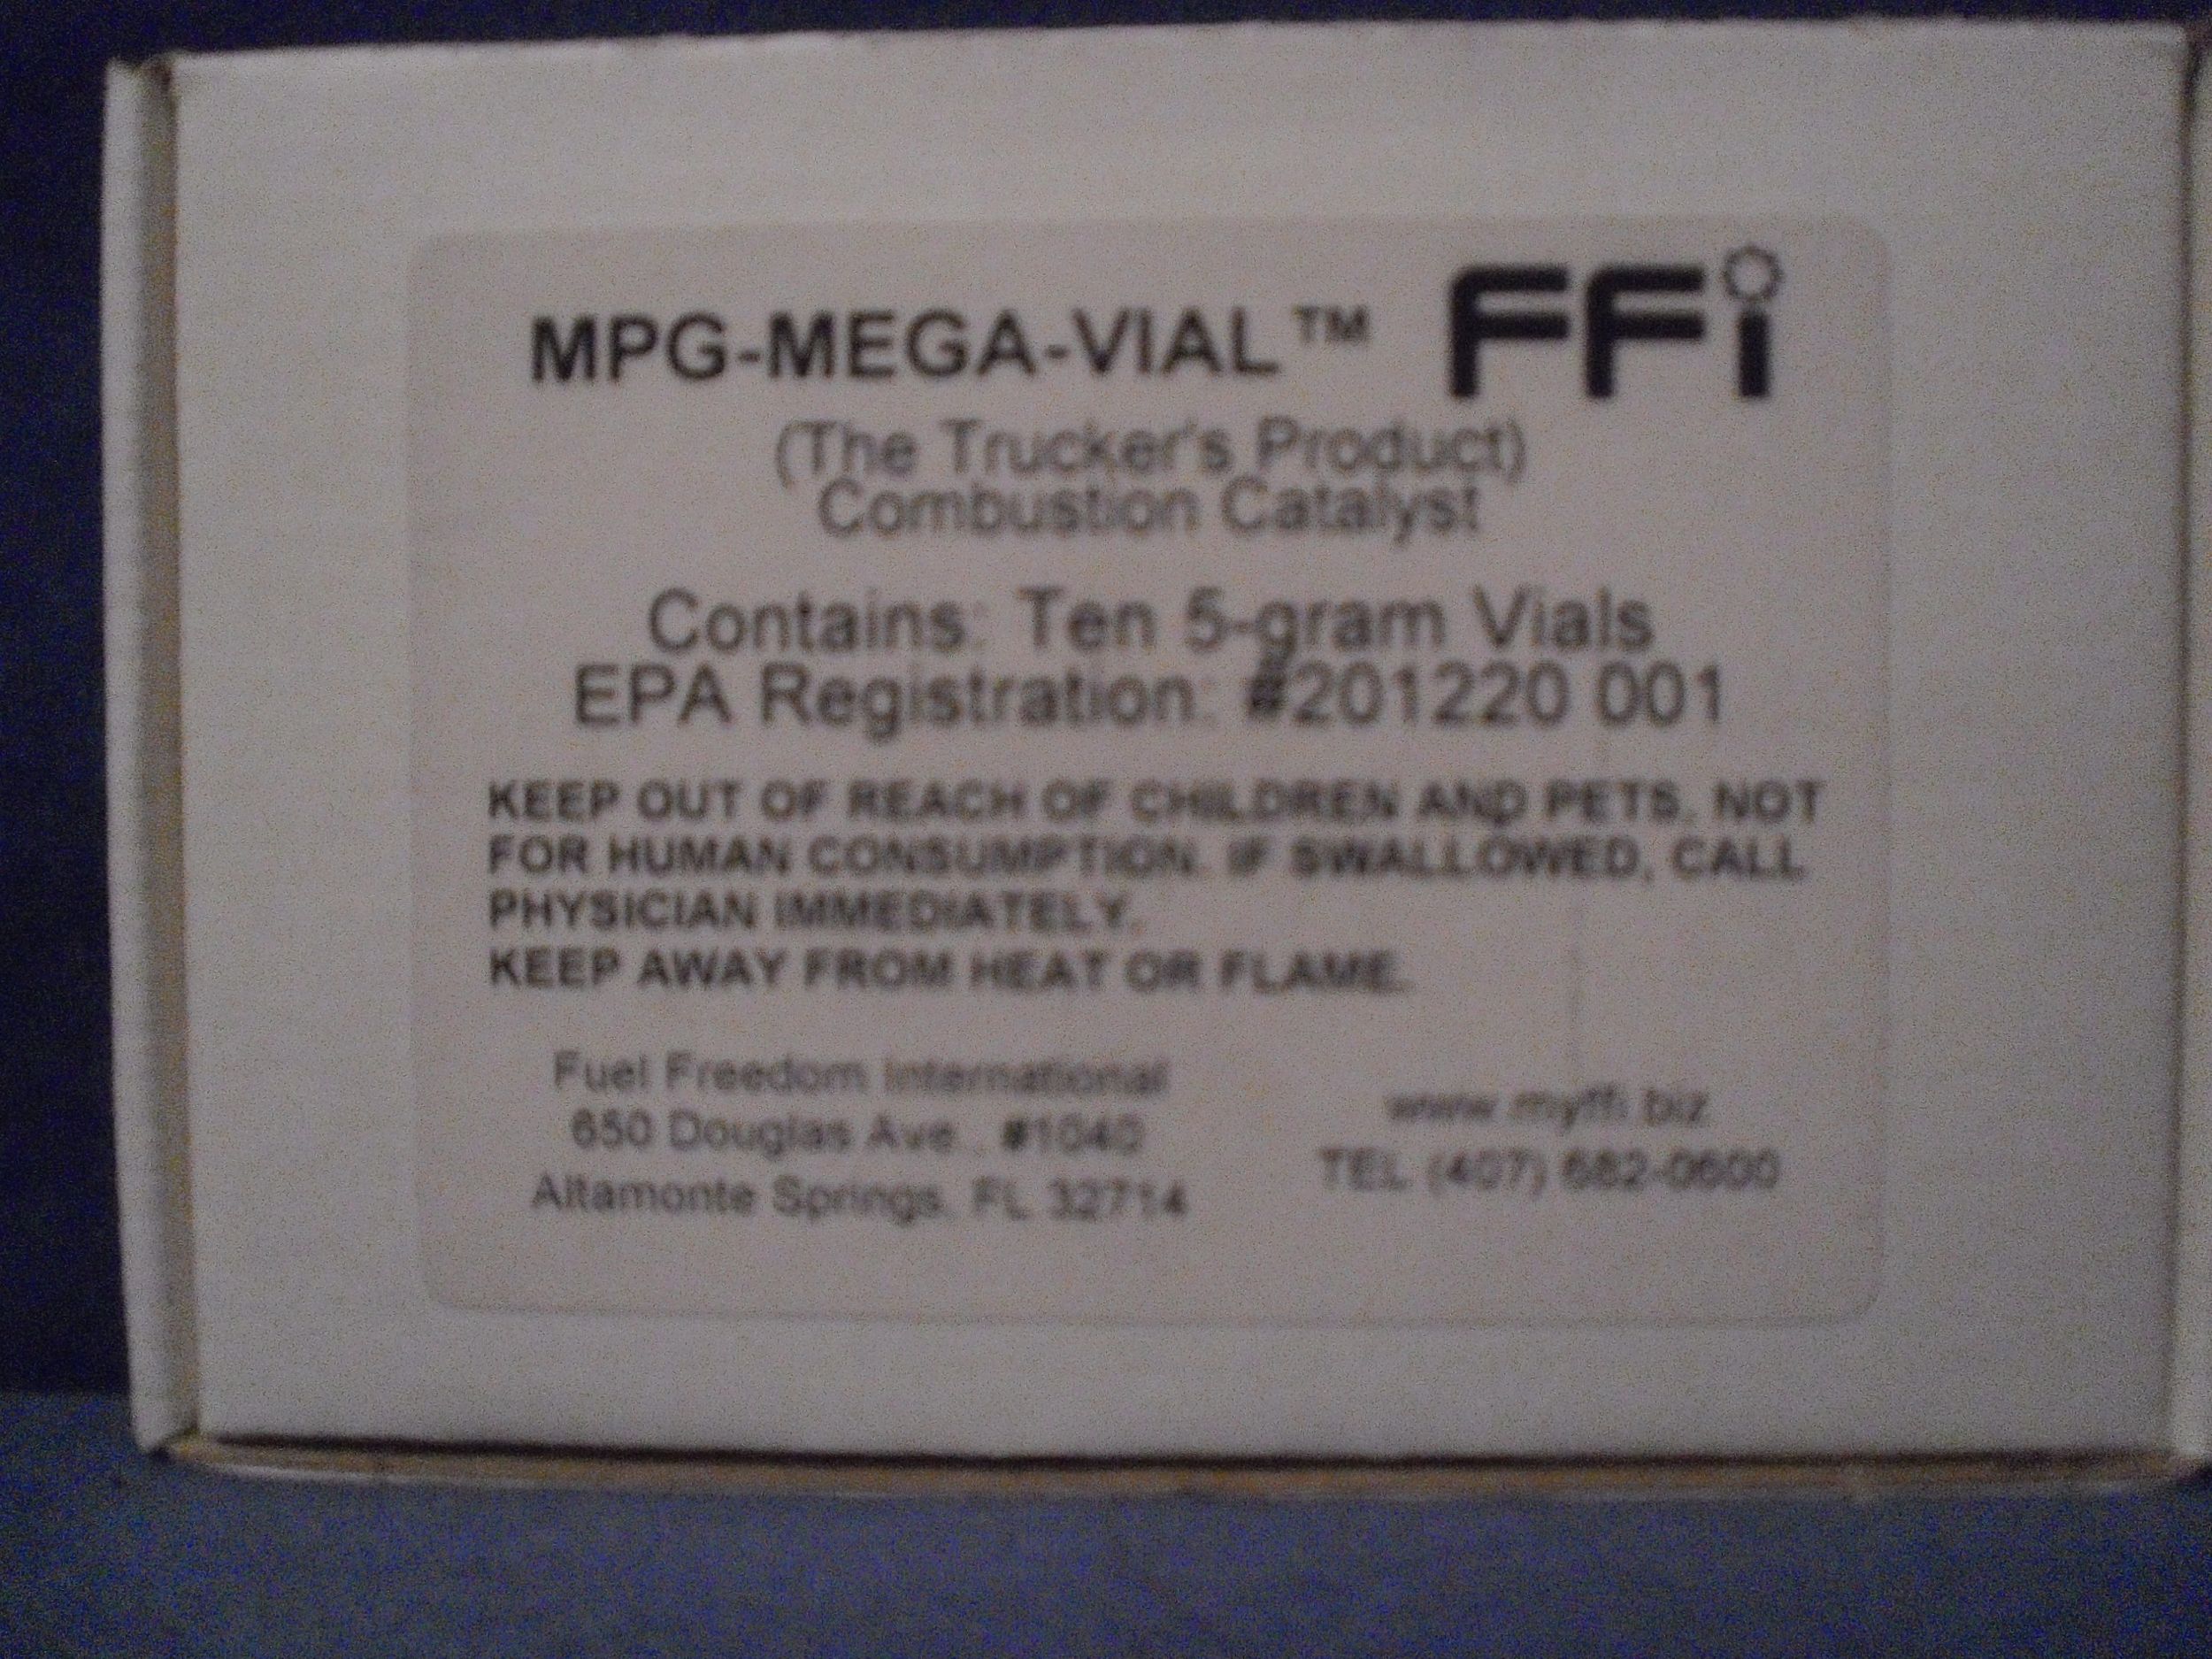 MPG-MEGA-VIAL™ FFi
(The Trucker's Product)
Combustion Catalyst
Contains: Ten 5-gram Vials
EPA Registration: #201220 001
KEEP OUT OF REACH OF CHILDREN AND PETS. NOT
FOR HUMAN CONSUMPTION. IF SWALLOWED, CALL
PHYSICIAN IMMEDIATELY.
KEEP AWAY FROM HEAT OR FLAME.
Fuel Freedom International
650 Douglas Ave., #1040
Altamonte Springs, FL 32714
www.myffi.biz
TEL (407) 682-0600